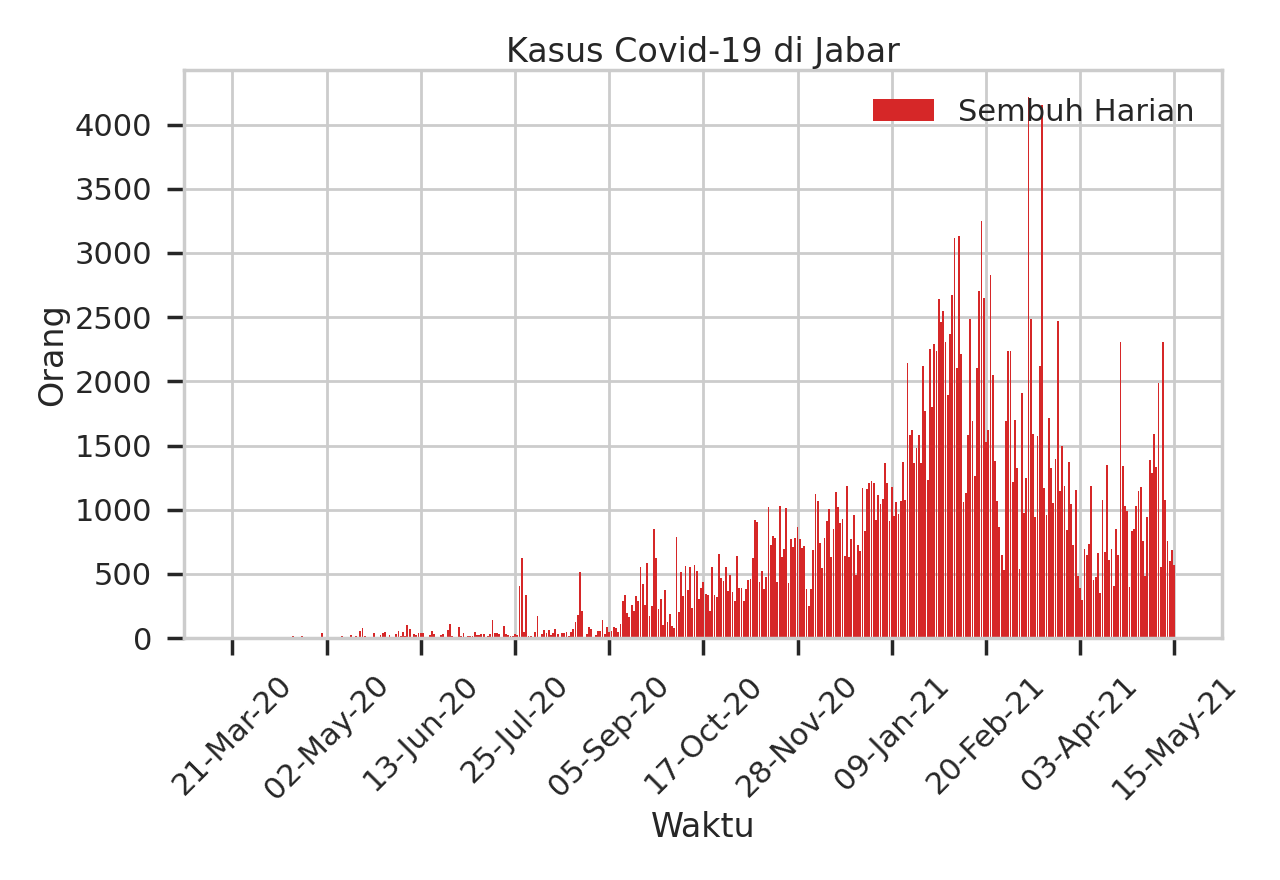 Kasus Covid-19 di Jabar
Sembuh Harian
Orang
4000
3500
3000
2500
2000
1500
1000
500
0
21-Mar-20
02-May-20
13-Jun-20
25-Jul-20
05-Sep-20
17-Oct-20
28-Nov-20
09-Jan-21
20-Feb-21
03-Apr-21
15-May-21
Waktu